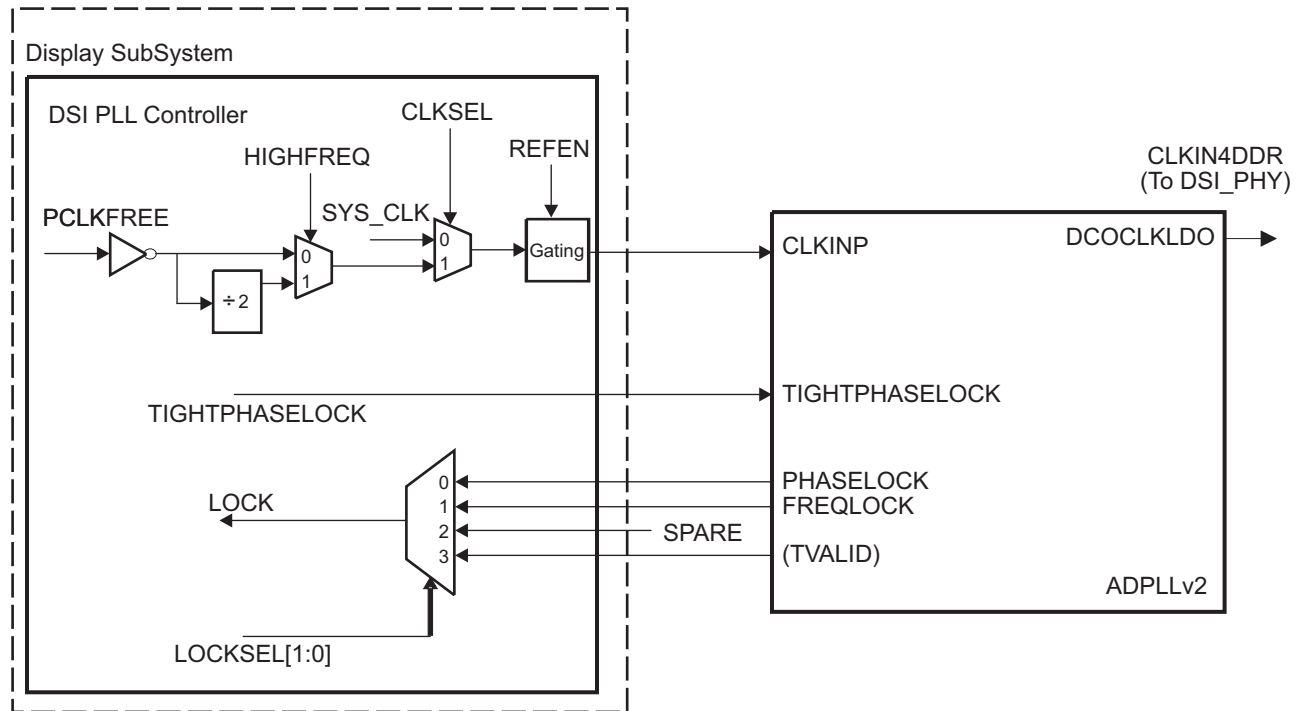 Display SubSystem
DSI PLL Controller
CLKSEL
HIGHFREQ
REFEN
SYS_CLK
PCLKFREE
0
1
0
1
÷2
Gating
CLKINP
DCOCLKLDO
CLKIN4DDR
(To DSI_PHY)
TIGHTPHASELOCK
TIGHTPHASELOCK
LOCK
0
1
2
3
PHASELOCK
FREQLOCK
SPARE
(TVALID)
ADPLLv2
LOCKSEL[1:0]